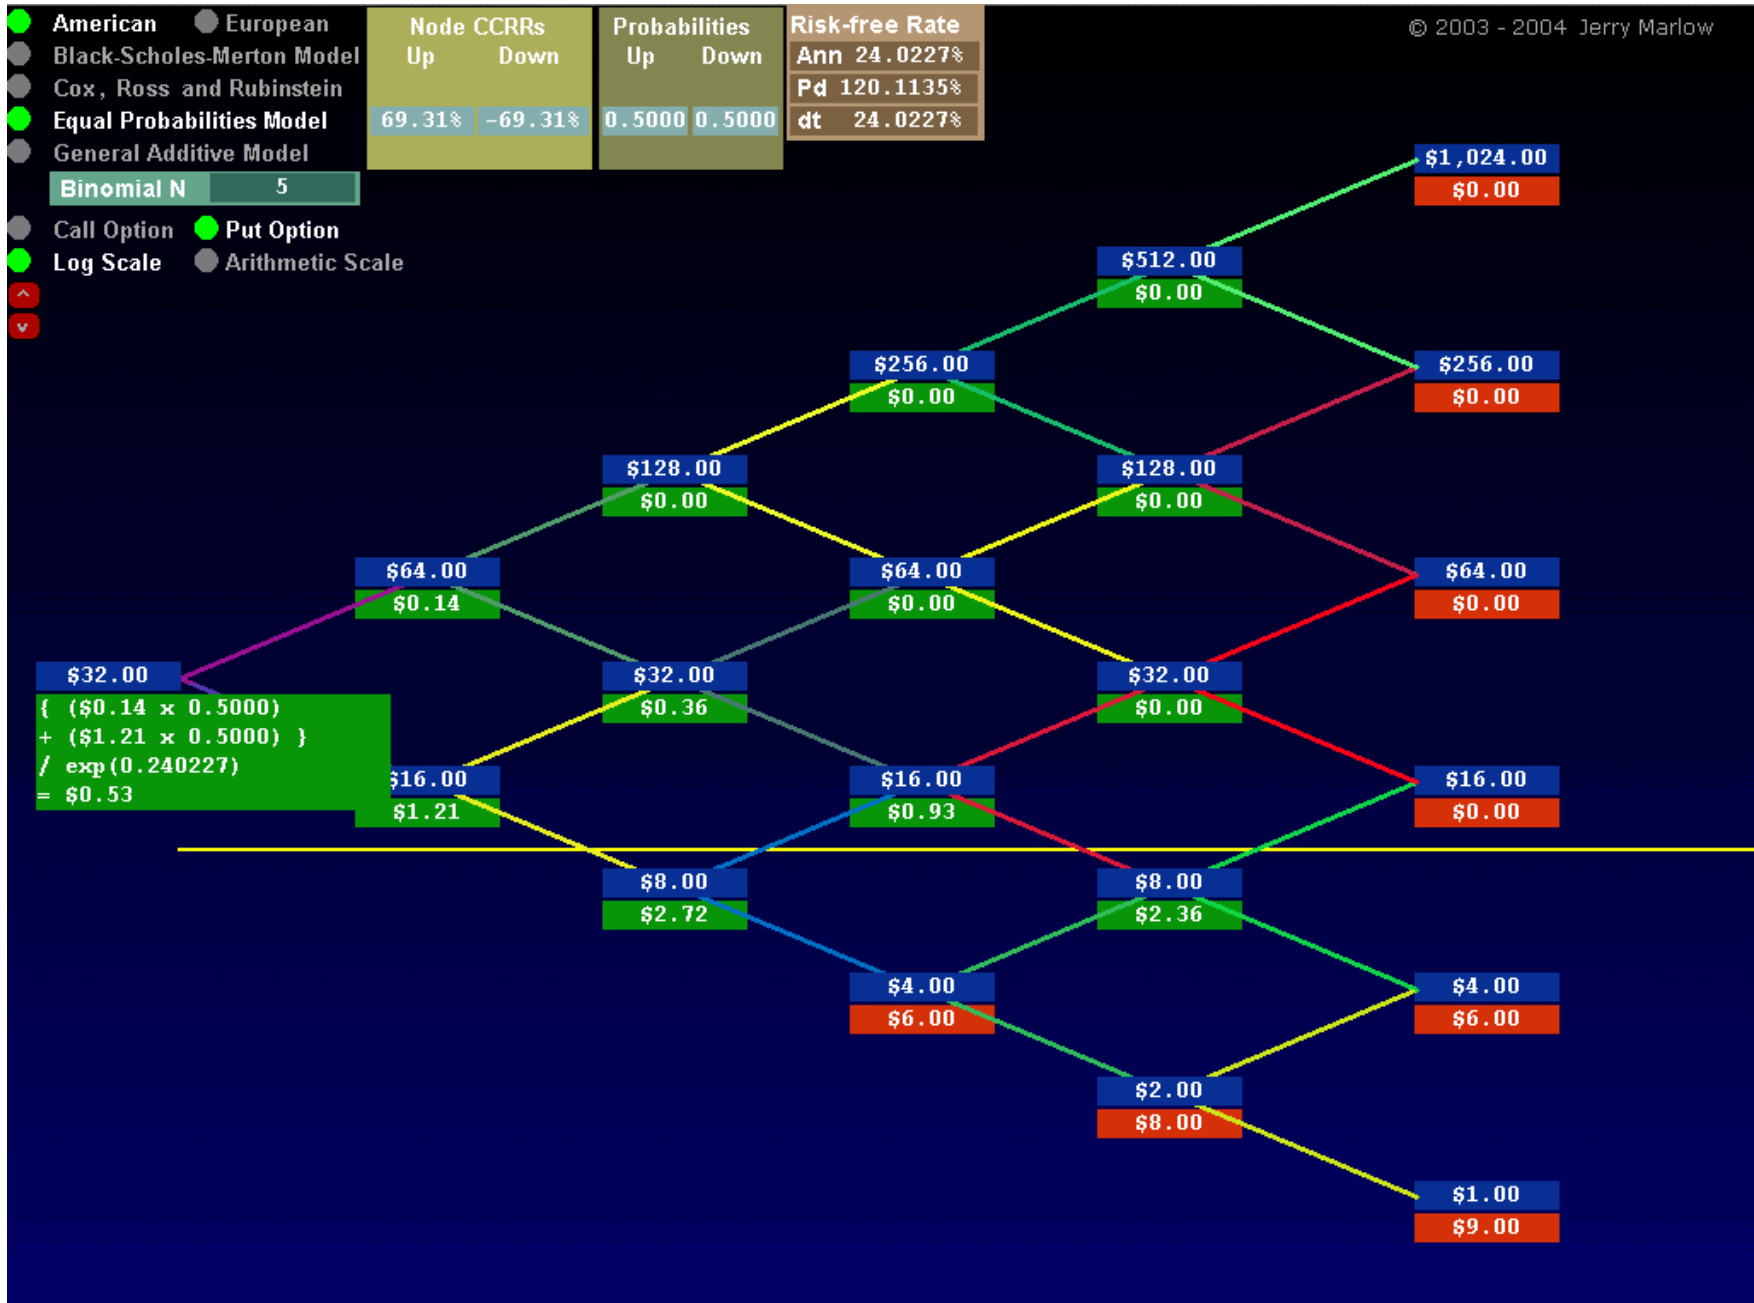 American European
Black-Scholes-Merton Model
Cox, Ross and Rubinstein
Equal Probabilities Model
General Additive Model
Binomial N 5
Call Option Put Option
Log Scale Arithmetic Scale
^
v
Node CCRRs
Up Down
69.31% -69.31%
Probabilities
Up Down
0.5000 0.5000
Risk-free Rate
Ann 24.0227%
Pd 120.1135%
dt 24.0227%
© 2003 - 2004 Jerry Marlow
$1,024.00
$0.00
$512.00
$0.00
$256.00 $256.00
$0.00 $0.00
$128.00 $128.00
$0.00 $0.00
$64.00 $64.00 $64.00
$0.14 $0.00 $0.00
$32.00 $32.00 $32.00
{ ($0.14 x 0.5000) $0.36 $0.00
+ ($1.21 x 0.5000) }
/ exp(0.240227)
= $0.53
$16.00 $16.00 $16.00
$1.21 $0.93 $0.00
$8.00 $8.00
$2.72 $2.36
$4.00 $4.00
$6.00 $6.00
$2.00
$8.00
$1.00
$9.00